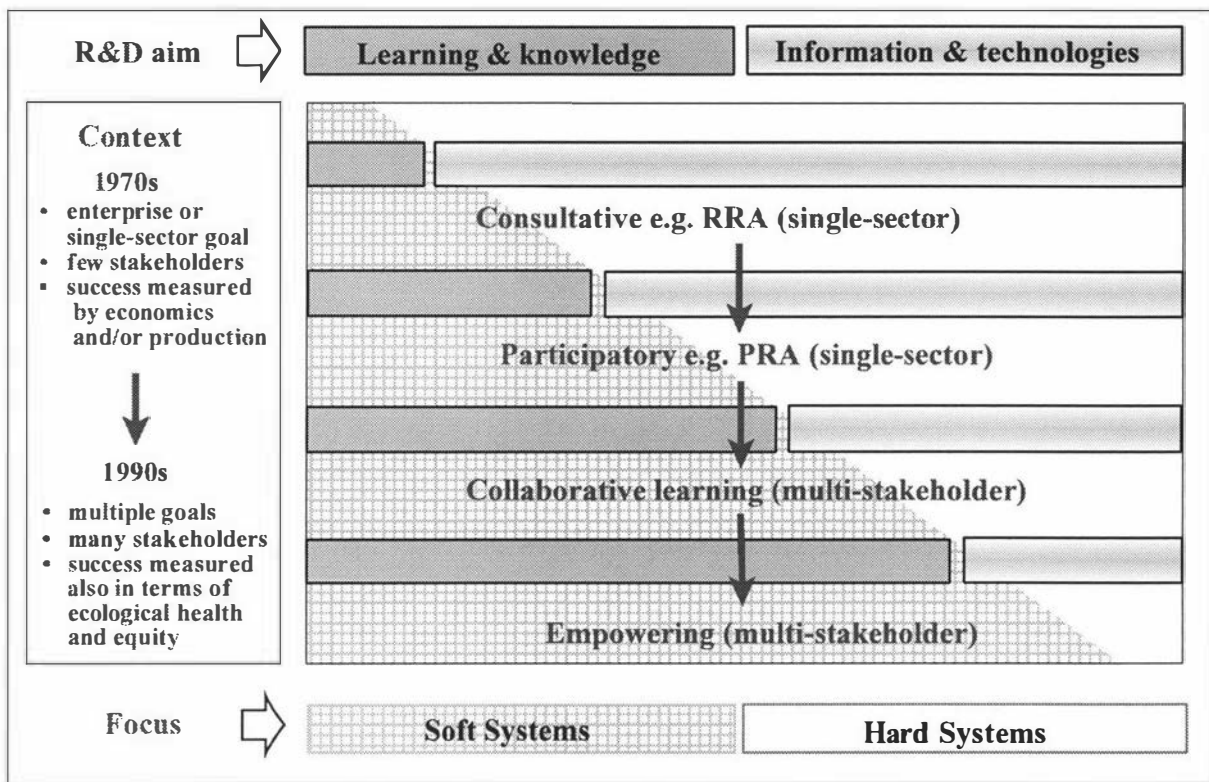 R&D aim
Learning & knowledge
Information & technologies
Context
1970s
• enterprise or
single-sector goal
• few stakeholders
▪ success measured
by economics
and/or production
1990s
• multiple goals
• many stakeholders
• success measured
also in terms of
ecological health
and equity
Consultative e.g. RRA (single-sector)
Participatory e.g. PRA (single-sector)
Collaborative learning (multi-stakeholder)
Empowering (multi-stakeholder)
Focus
Soft Systems
Hard Systems